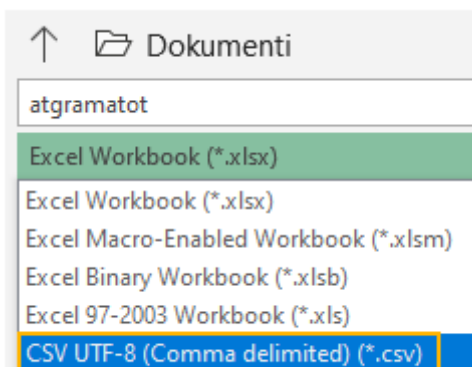 Dokumenti
atgramatot
Excel Workbook (*.xlsx)
Excel Workbook (*.xlsx)
Excel Macro-Enabled Workbook (*.xlsm)
Excel Binary Workbook (*.xlsb)
Excel 97-2003 Workbook (*.xls)
CSV UTF-8 (Comma delimited) (*.csv)